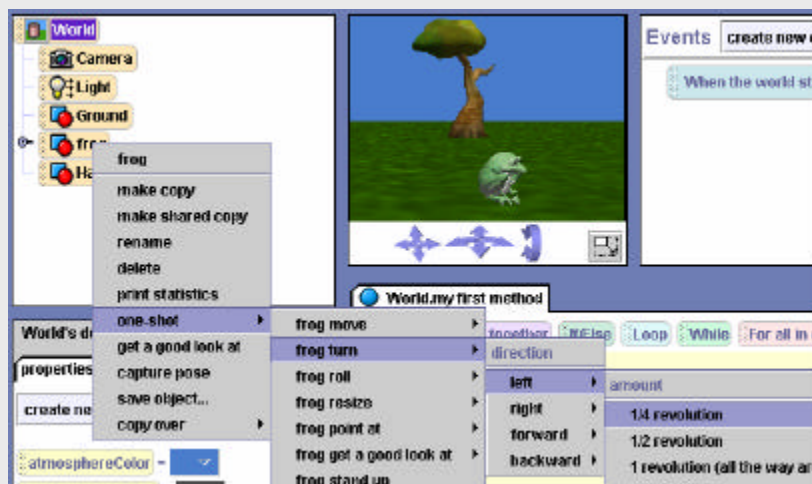 World
Camera
Light
Ground
frog
Ha
frog
make copy
make shared copy
rename
delete
print statistics
one-shot
get a good look at
capture pose
save object...
copy over
frog move
frog turn
frog roll
frog resize
frog point at
frog get a good look at
frog stand up
direction
left
right
forward
backward
amount
1/4 revolution
1/2 revolution
1 revolution (all the way ar
Events create new
When the world st
World.my first method
together If/Else Loop While For all in
World's de
properties
create ne
atmosphereColor =